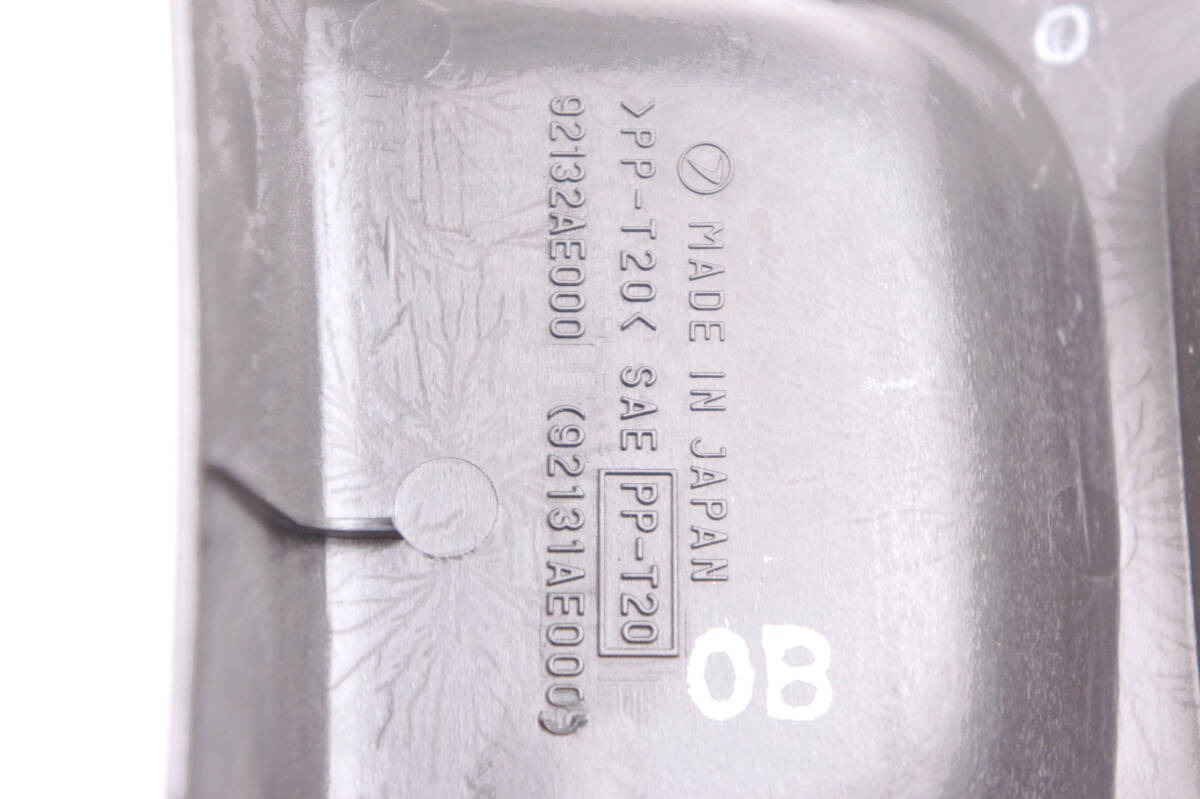 MADE IN JAPAN
>PP-T20< SAE PP-T20
92132AE000 (92131AE000)
0B